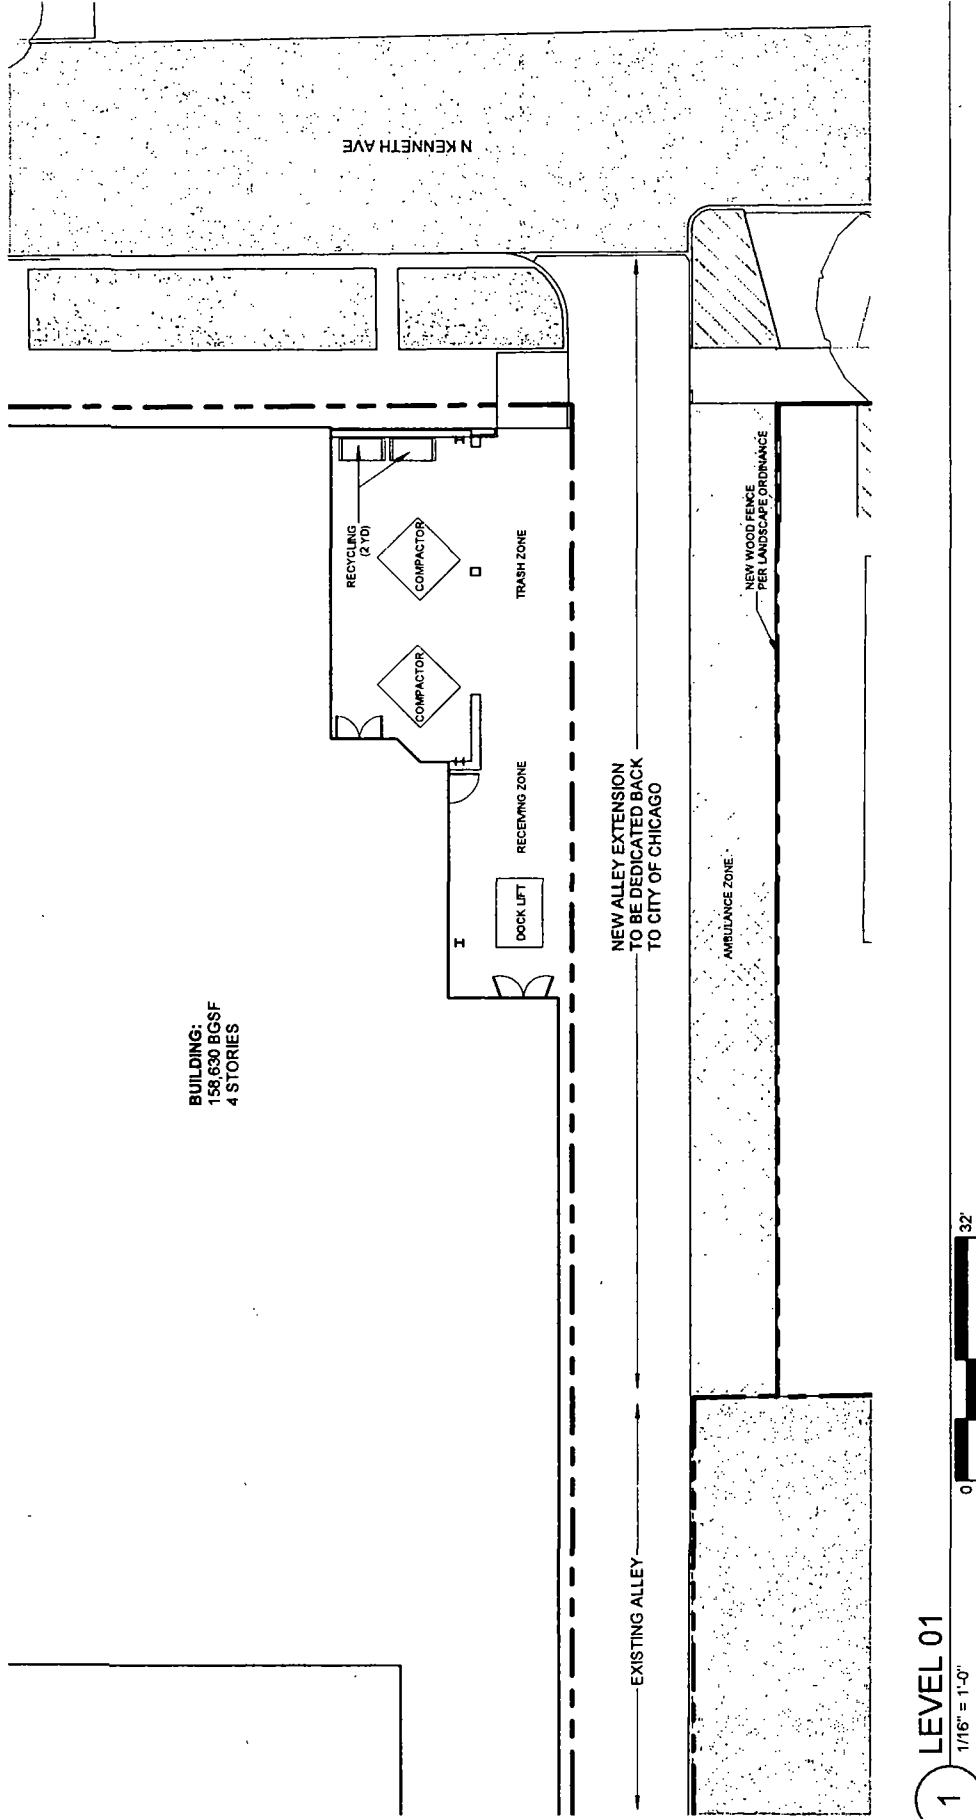 N KENNETH AVE
RECYCLING
(2 YD)
COMPACTOR
COMPACTOR
TRASH ZONE
RECEIVING ZONE
DOCK LIFT
BUILDING:
158,630 BGSF
4 STORIES
NEW ALLEY EXTENSION
TO BE DEDICATED BACK
TO CITY OF CHICAGO
EXISTING ALLEY
NEW WOOD FENCE
PER LANDSCAPE ORDINANCE
AMBULANCE ZONE
1
LEVEL 01
1/16" = 1'-0"
0
32'